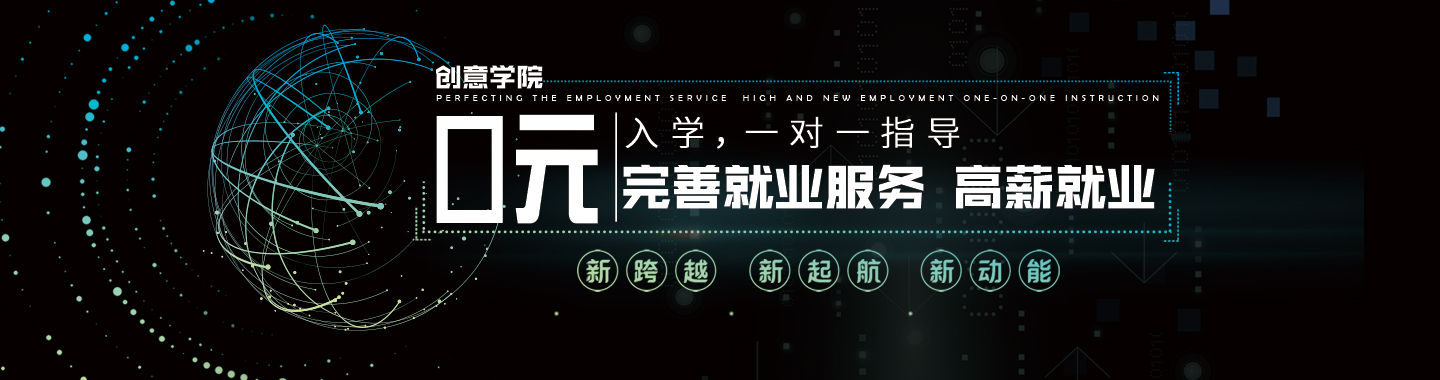 创意学院
PERFECTING THE EMPLOYMENT SERVICE HIGH AND NEW EMPLOYMENT ONE-ON-ONE INSTRUCTION
0元
入学，一对一指导
完善就业服务 高薪就业
新跨越 新起航 新动能